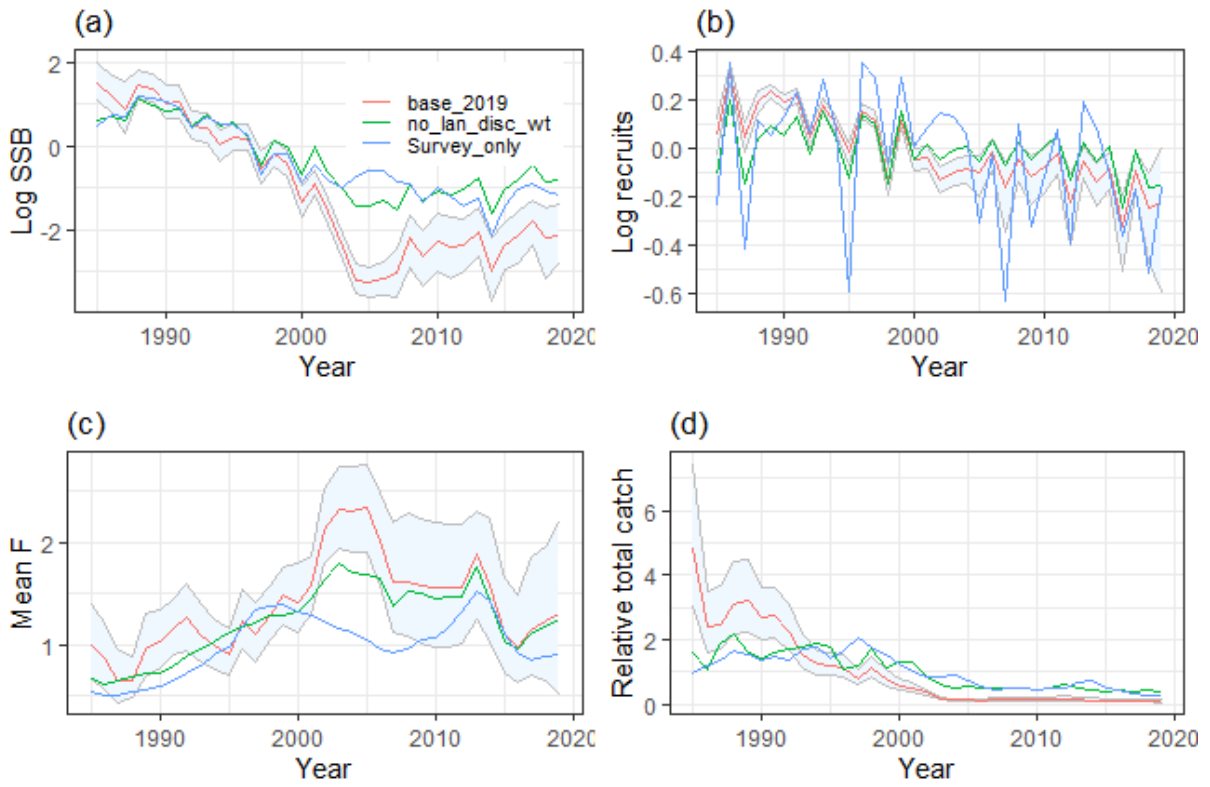 (a)
Log SSB
2
0
-2
base_2019
no_lan_disc_wt
Survey_only
1990
2000
2010
2020
Year
(b)
Log recruits
0.4
0.2
0.0
-0.2
-0.4
-0.6
1990
2000
2010
2020
Year
(c)
Mean F
2
1
1990
2000
2010
2020
Year
(d)
Relative total catch
6
4
2
0
1990
2000
2010
2020
Year